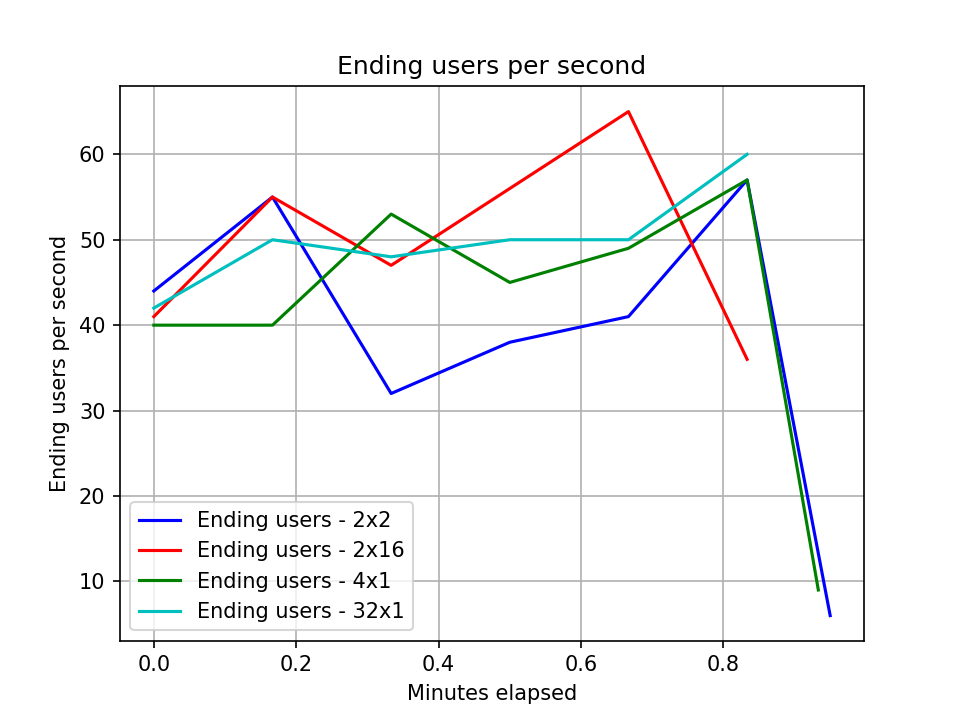 Ending users per second
Ending users per second
60
50
40
30
20
10
Ending users - 2x2
Ending users - 2x16
Ending users - 4x1
Ending users - 32x1
0.0 0.2 0.4 0.6 0.8
Minutes elapsed